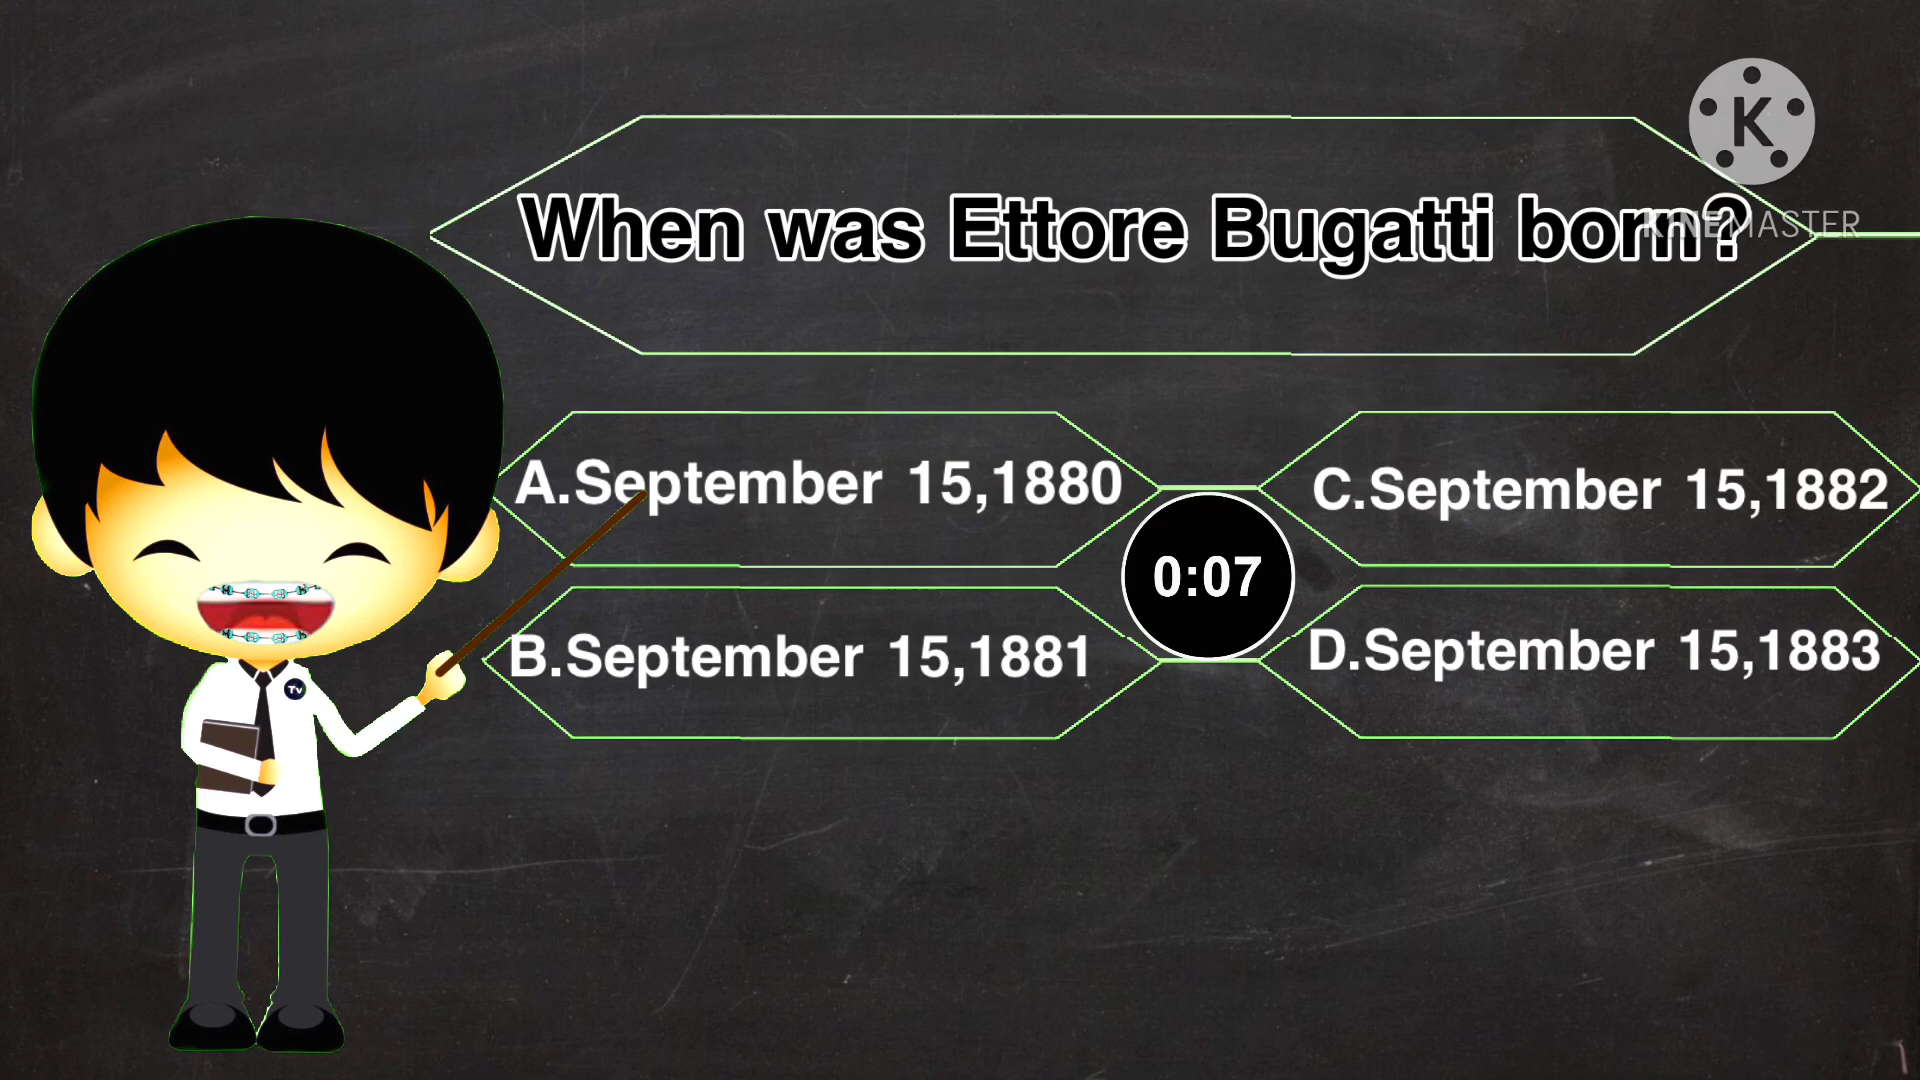 K
KINEMASTER
When was Ettore Bugatti born?
A.September 15,1880
C.September 15,1882
0:07
B.September 15,1881
D.September 15,1883
Tv